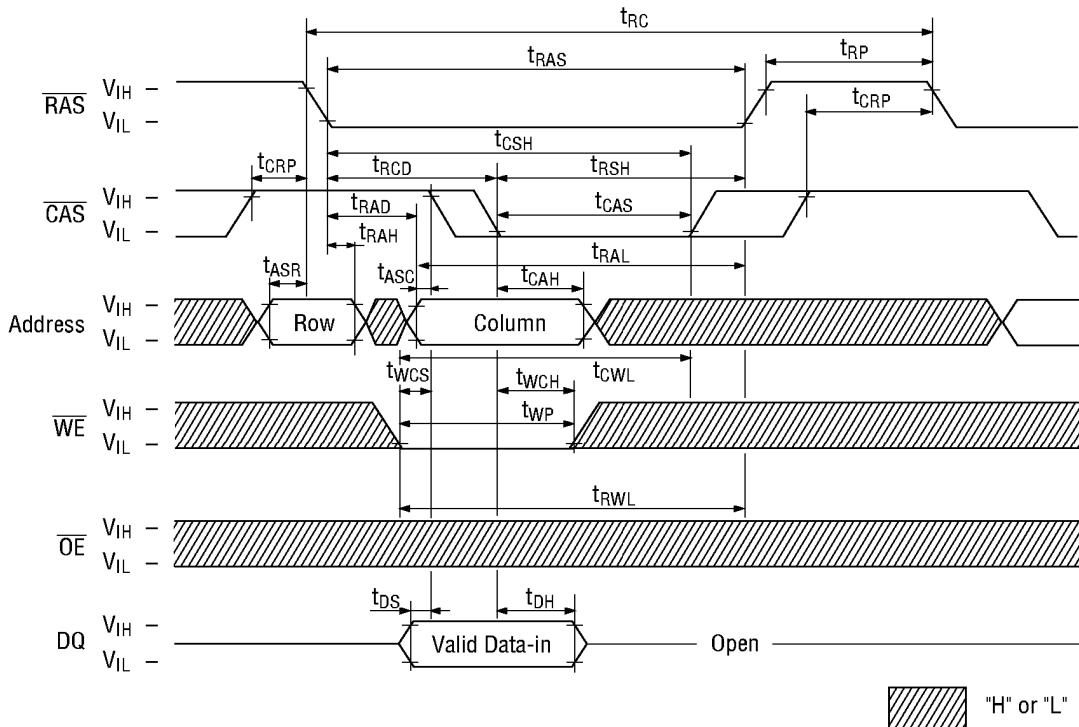 tRC
tRAS
tRP
RAS
VIH
VIL
tCRP
tCSH
tCRP
tRCD
tRSH
CAS
VIH
VIL
tRAD
tCAS
tRAH
tRAL
tASR
tASC
tCAH
Address
VIH
VIL
Row
Column
tWCS
tCWL
tWCH
WE
VIH
VIL
tWP
tRWL
OE
VIH
VIL
tDS
tDH
DQ
VIH
VIL
Valid Data-in
Open
"H" or "L"